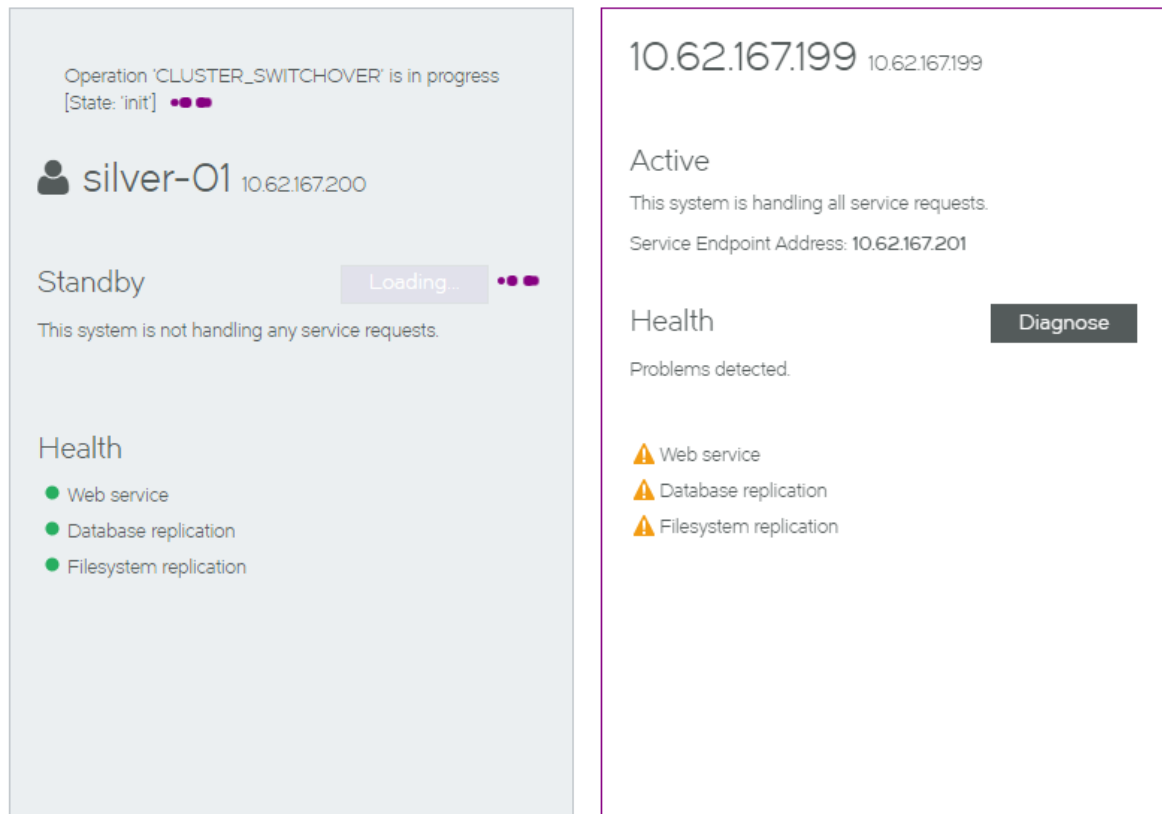 Operation 'CLUSTER_SWITCHOVER' is in progress
[State: 'init']
silver-01 10.62.167.200
Standby
Loading...
This system is not handling any service requests.
Health
Web service
Database replication
Filesystem replication
10.62.167.199 10.62.167.199
Active
This system is handling all service requests.
Service Endpoint Address: 10.62.167.201
Health
Diagnose
Problems detected.
Web service
Database replication
Filesystem replication